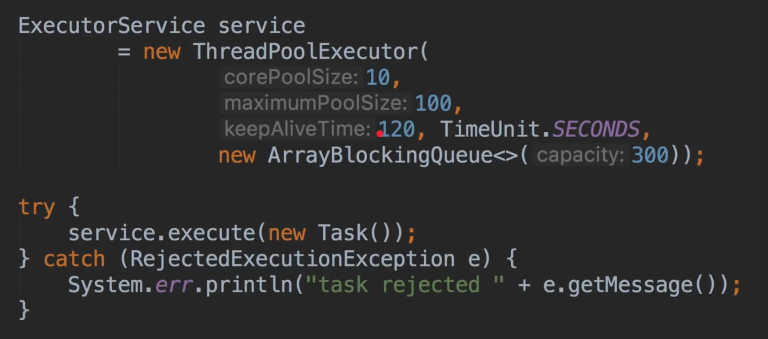 ExecutorService service
= new ThreadPoolExecutor(
corePoolSize: 10,
maximumPoolSize: 100,
keepAliveTime: 120, TimeUnit.SECONDS,
new ArrayBlockingQueue<>( capacity: 300));
try {
service.execute(new Task());
} catch (RejectedExecutionException e) {
System.err.println("task rejected " + e.getMessage());
}